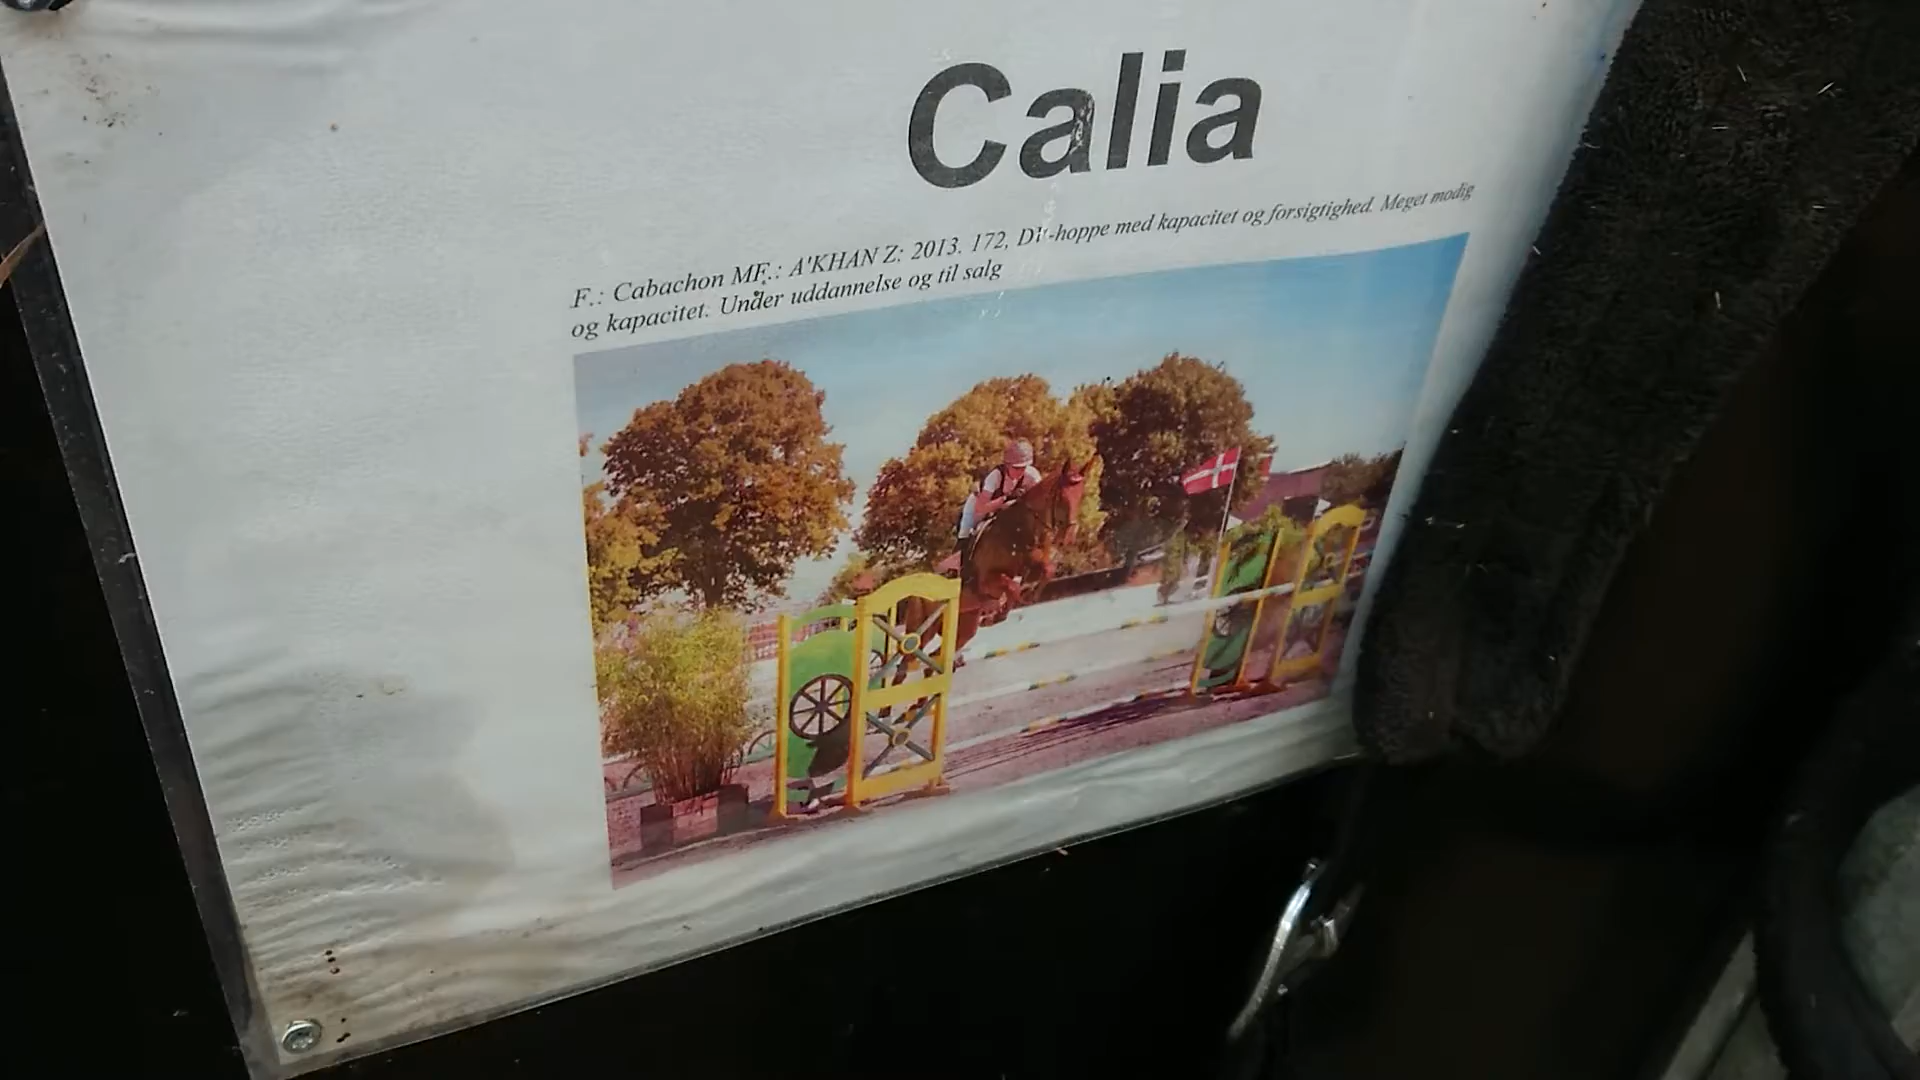 Calia
F.: Cabachon MF.: A'KHAN Z: 2013. 172, DV-hoppe med kapacitet og forsigtighed. Meget modig
og kapacitet. Under uddannelse og til salg